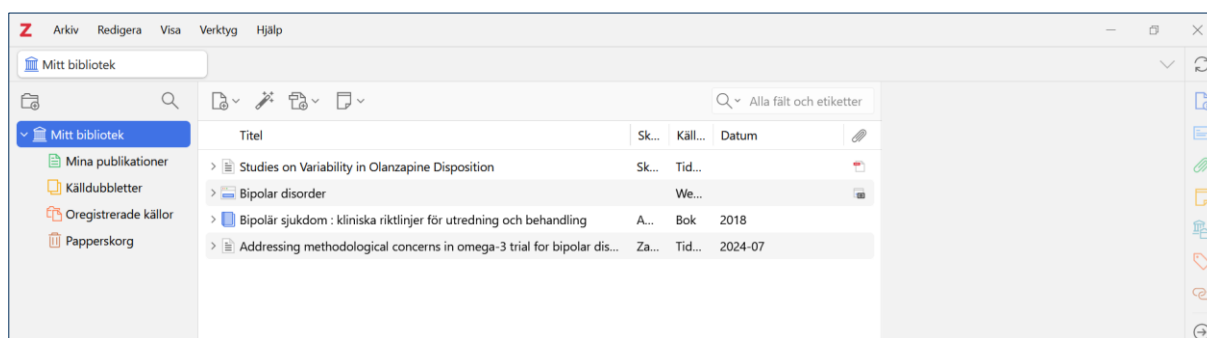 Z Arkiv Redigera Visa Verktyg Hjälp
Mitt bibliotek
Alla fält och etiketter
Mitt bibliotek
Mina publikationer
Källdubbletter
Oregistrerade källor
Papperskorg
Titel Sk... Käll... Datum
Studies on Variability in Olanzapine Disposition Sk... Tid...
Bipolar disorder We...
Bipolär sjukdom : kliniska riktlinjer för utredning och behandling A... Bok 2018
Addressing methodological concerns in omega-3 trial for bipolar dis... Za... Tid... 2024-07